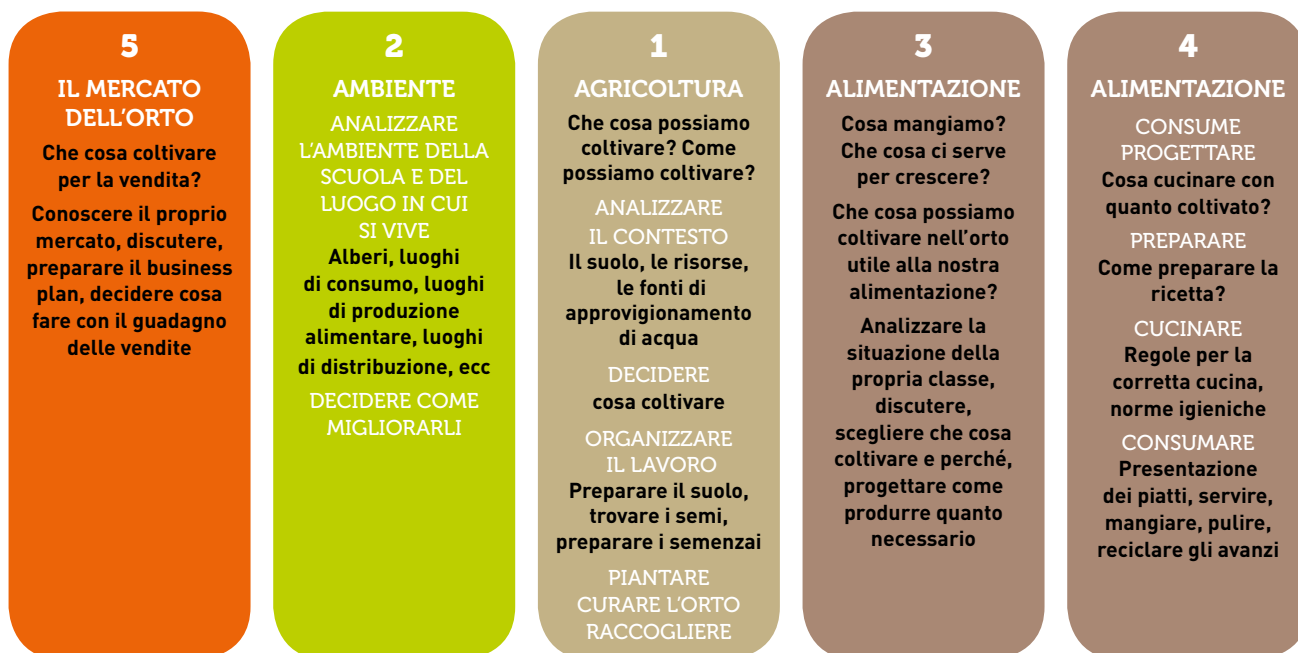 5
IL MERCATO
DELL'ORTO
Che cosa coltivare
per la vendita?
Conoscere il proprio
mercato, discutere,
preparare il business
plan, decidere cosa
fare con il guadagno
delle vendite
2
AMBIENTE
ANALIZZARE
L'AMBIENTE DELLA
SCUOLA E DEL
LUOGO IN CUI
SI VIVE
Alberi, luoghi
di consumo, luoghi
di produzione
alimentare, luoghi
di distribuzione, ecc
DECIDERE COME
MIGLIORARLI
1
AGRICOLTURA
Che cosa possiamo
coltivare? Come
possiamo coltivare?
ANALIZZARE
IL CONTESTO
Il suolo, le risorse,
le fonti di
approvigionamento
di acqua
DECIDERE
cosa coltivare
ORGANIZZARE
IL LAVORO
Preparare il suolo,
trovare i semi,
preparare i semenzai
PIANTARE
CURARE L'ORTO
RACCOGLIERE
3
ALIMENTAZIONE
Cosa mangiamo?
Che cosa ci serve
per crescere?
Che cosa possiamo
coltivare nell'orto
utile alla nostra
alimentazione?
Analizzare la
situazione della
propria classe,
discutere,
scegliere che cosa
coltivare e perché,
progettare come
produrre quanto
necessario
4
ALIMENTAZIONE
CONSUME
PROGETTARE
Cosa cucinare con
quanto coltivato?
PREPARARE
Come preparare la
ricetta?
CUCINARE
Regole per la
corretta cucina,
norme igieniche
CONSUMARE
Presentazione
dei piatti, servire,
mangiare, pulire,
reciclare gli avanzi